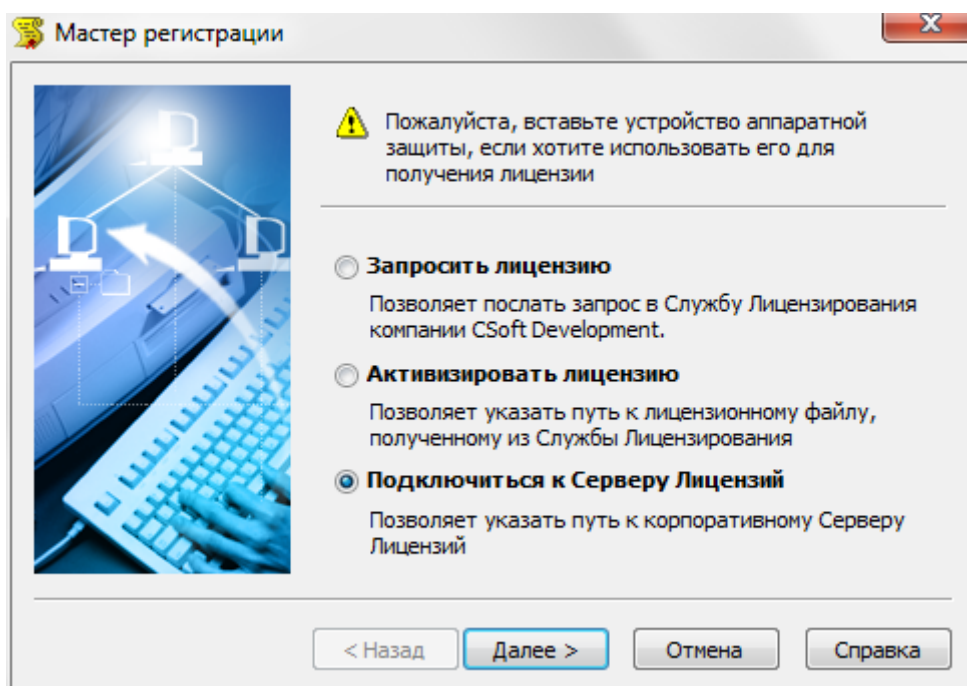 Мастер регистрации
Пожалуйста, вставьте устройство аппаратной
защиты, если хотите использовать его для
получения лицензии
Запросить лицензию
Позволяет послать запрос в Службу Лицензирования
компании CSoft Development.
Активизировать лицензию
Позволяет указать путь к лицензионному файлу,
полученному из Службы Лицензирования
Подключиться к Серверу Лицензий
Позволяет указать путь к корпоративному Серверу
Лицензий
< Назад
Далее >
Отмена
Справка